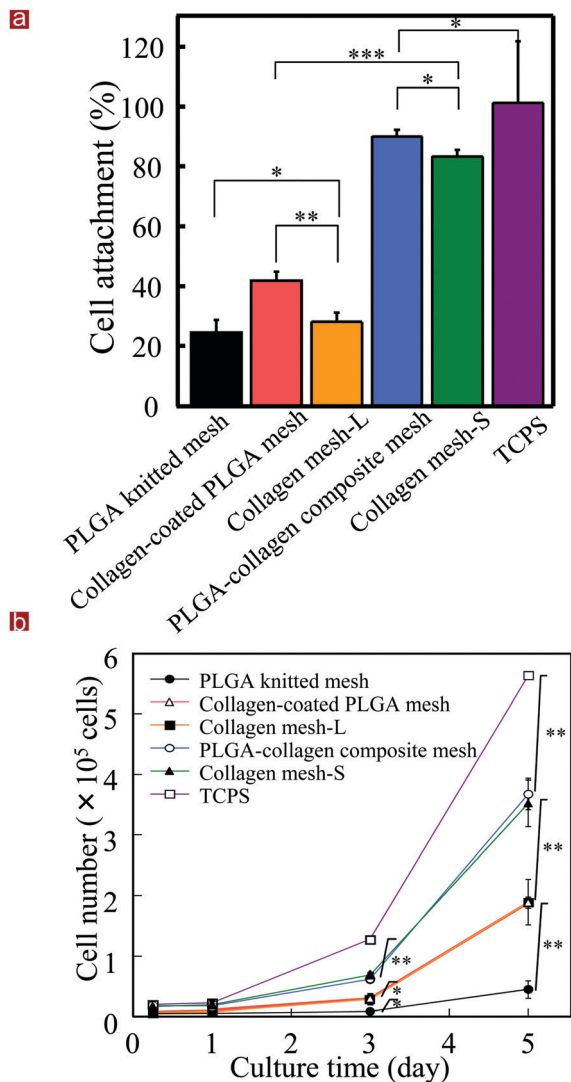 a
Cell attachment (%)
120
100
80
60
40
20
0
*
***
*
*
**
PLGA knitted mesh
Collagen-coated PLGA mesh
Collagen mesh-L
PLGA-collagen composite mesh
Collagen mesh-S
TCPS
b
Cell number ( × 10⁵ cells)
6
5
4
3
2
1
0
PLGA knitted mesh
Collagen-coated PLGA mesh
Collagen mesh-L
PLGA-collagen composite mesh
Collagen mesh-S
TCPS
**
**
**
**
*
*
0 1 2 3 4 5
Culture time (day)